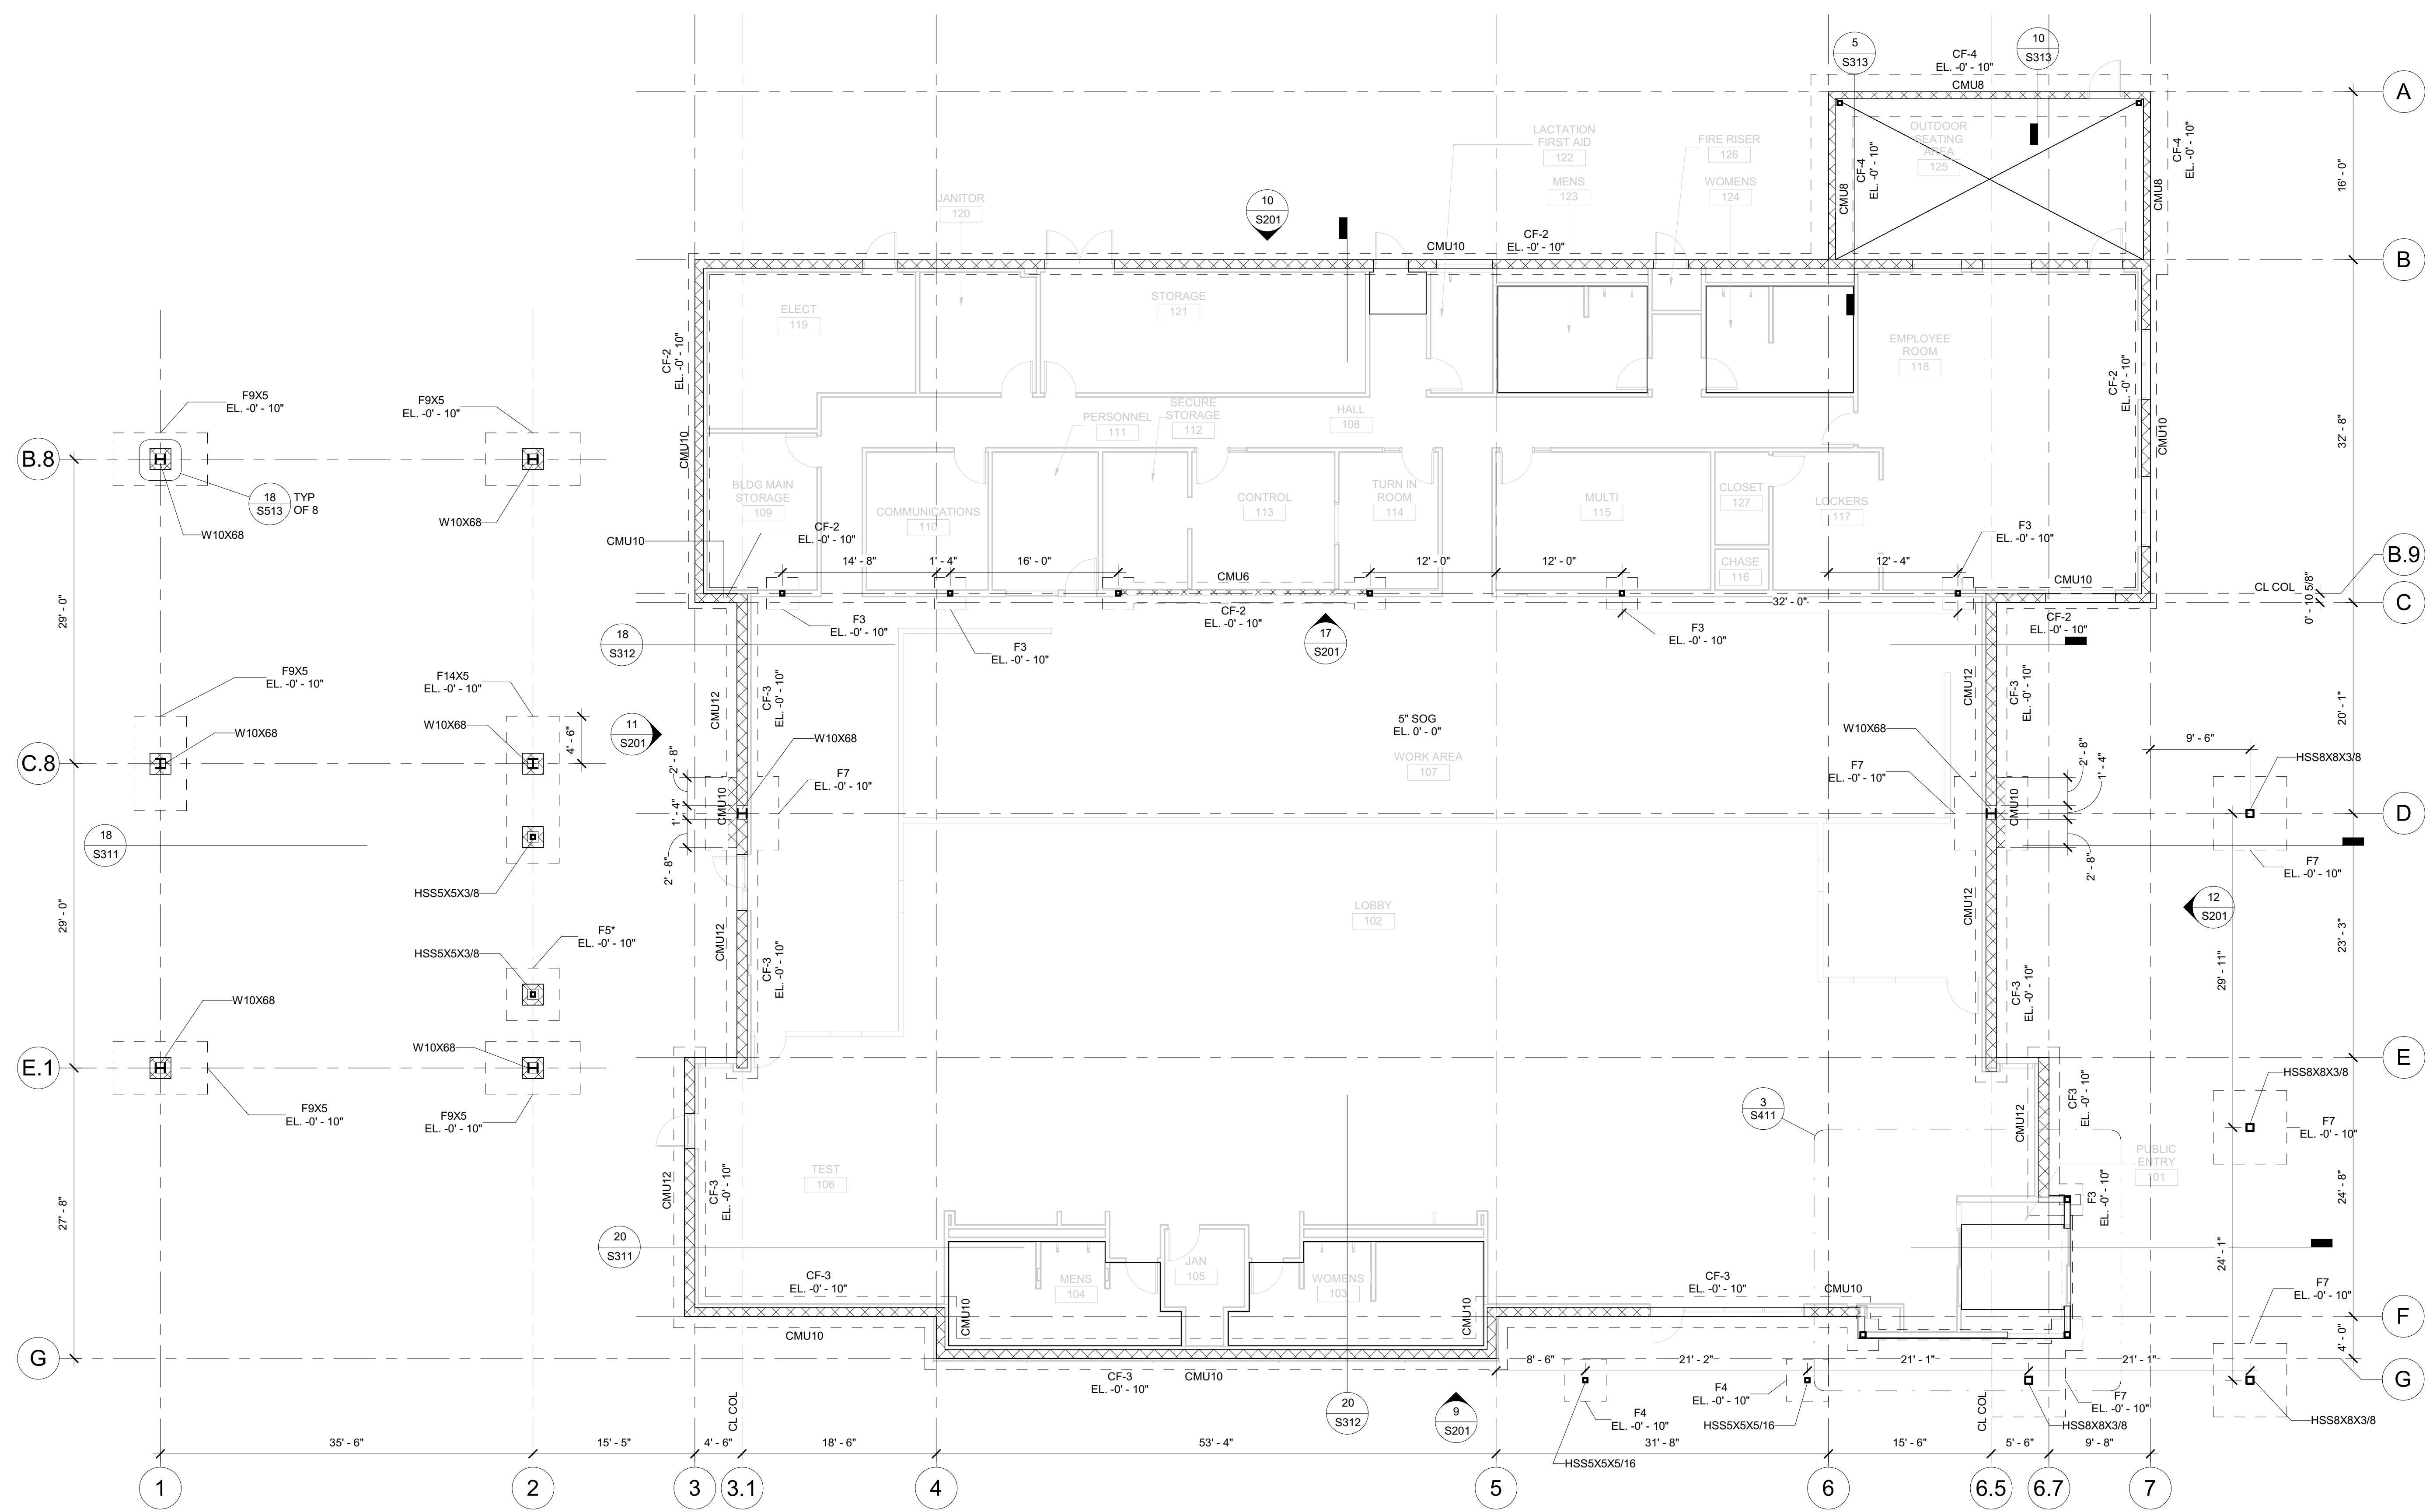 5
S313
10
S313
CF-4
EL. -0' - 10"
CMU8
A
LACTATION
FIRST AID
122
FIRE RISER
126
OUTDOOR
SEATING
AREA
125
CF-4
EL. -0' - 10"
CMU8
CF-4
EL. -0' - 10"
CMU8
16' - 0"
JANITOR
120
10
S201
MENS
123
WOMENS
124
CF-2
EL. -0' - 10"
CMU10
B
ELECT
119
STORAGE
121
EMPLOYEE
ROOM
118
CF-2
EL. -0' - 10"
CF-2
EL. -0' - 10"
CMU10
CMU10
32' - 8"
F9X5
EL. -0' - 10"
F9X5
EL. -0' - 10"
PERSONNEL
111
SECURE
STORAGE
112
HALL
108
B.8
18
S513
TYP
OF 8
W10X68
W10X68
BLDG MAIN
STORAGE
109
COMMUNICATIONS
110
CONTROL
113
TURN IN
ROOM
114
MULTI
115
CLOSET
127
LOCKERS
117
CHASE
116
CMU10
CF-2
EL. -0' - 10"
F3
EL. -0' - 10"
14' - 8"
1' - 4"
16' - 0"
12' - 0"
12' - 0"
12' - 4"
B.9
CMU6
CMU10
CL COL
0' - 10 5/8"
C
32' - 0"
CF-2
EL. -0' - 10"
CF-2
EL. -0' - 10"
29' - 0"
F3
EL. -0' - 10"
F3
EL. -0' - 10"
F3
EL. -0' - 10"
18
S312
17
S201
F9X5
EL. -0' - 10"
F14X5
EL. -0' - 10"
CMU12
CF-3
EL. -0' - 10"
CMU12
CF-3
EL. -0' - 10"
20' - 1"
W10X68
W10X68
4' - 6"
11
S201
W10X68
5" SOG
EL. 0' - 0"
WORK AREA
107
W10X68
9' - 6"
HSS8X8X3/8
C.8
2' - 8"
1' - 4"
2' - 8"
CMU10
F7
EL. -0' - 10"
F7
EL. -0' - 10"
2' - 8"
1' - 4"
2' - 8"
CMU10
D
18
S311
F7
EL. -0' - 10"
HSS5X5X3/8
29' - 0"
LOBBY
102
12
S201
F5*
EL. -0' - 10"
HSS5X5X3/8
CMU12
CF-3
EL. -0' - 10"
CMU12
CF-3
EL. -0' - 10"
29' - 11"
23' - 3"
W10X68
W10X68
E.1
E
F9X5
EL. -0' - 10"
F9X5
EL. -0' - 10"
3
S411
CMU12
CF3
EL. -0' - 10"
HSS8X8X3/8
F7
EL. -0' - 10"
27' - 8"
CMU12
CF-3
EL. -0' - 10"
TEST
106
PUBLIC
ENTRY
101
F3
EL. -0' - 10"
24' - 8"
24' - 1"
20
S311
CF-3
EL. -0' - 10"
MENS
104
JAN
105
WOMENS
103
CF-3
EL. -0' - 10"
CMU10
F7
EL. -0' - 10"
CMU10
CMU10
CMU10
F
4' - 0"
G
8' - 6"
21' - 2"
21' - 1"
21' - 1"
G
CF-3
EL. -0' - 10"
CMU10
CL COL
20
S312
9
S201
F4
EL. -0' - 10"
F4
EL. -0' - 10"
HSS5X5X5/16
CL COL
F7
EL. -0' - 10"
HSS8X8X3/8
HSS8X8X3/8
HSS5X5X5/16
35' - 6"
15' - 5"
4' - 6"
18' - 6"
53' - 4"
31' - 8"
15' - 6"
5' - 6"
9' - 8"
1
2
3
3.1
4
5
6
6.5
6.7
7